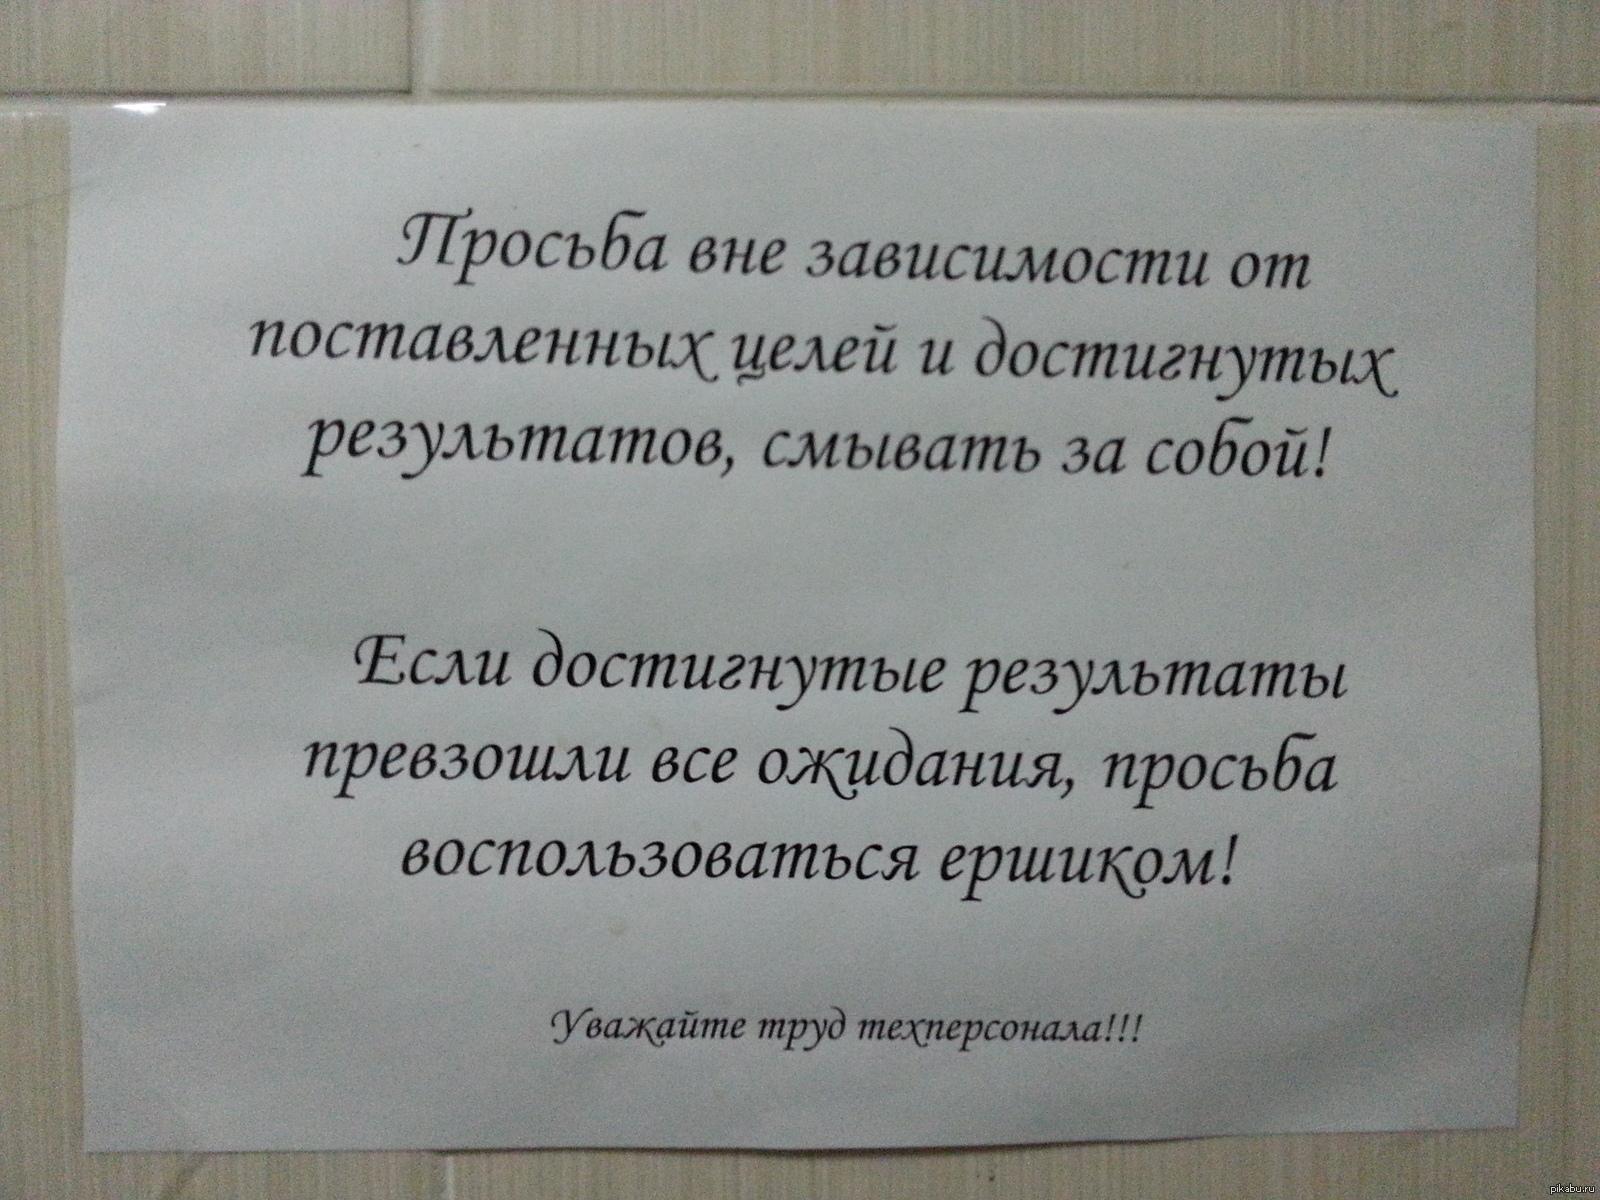 Просьба вне зависимости от
поставленных целей и достигнутых
результатов, смывать за собой!
Если достигнутые результаты
превзошли все ожидания, просьба
воспользоваться ершиком!
Уважайте труд техперсонала!!!
pikabu.ru